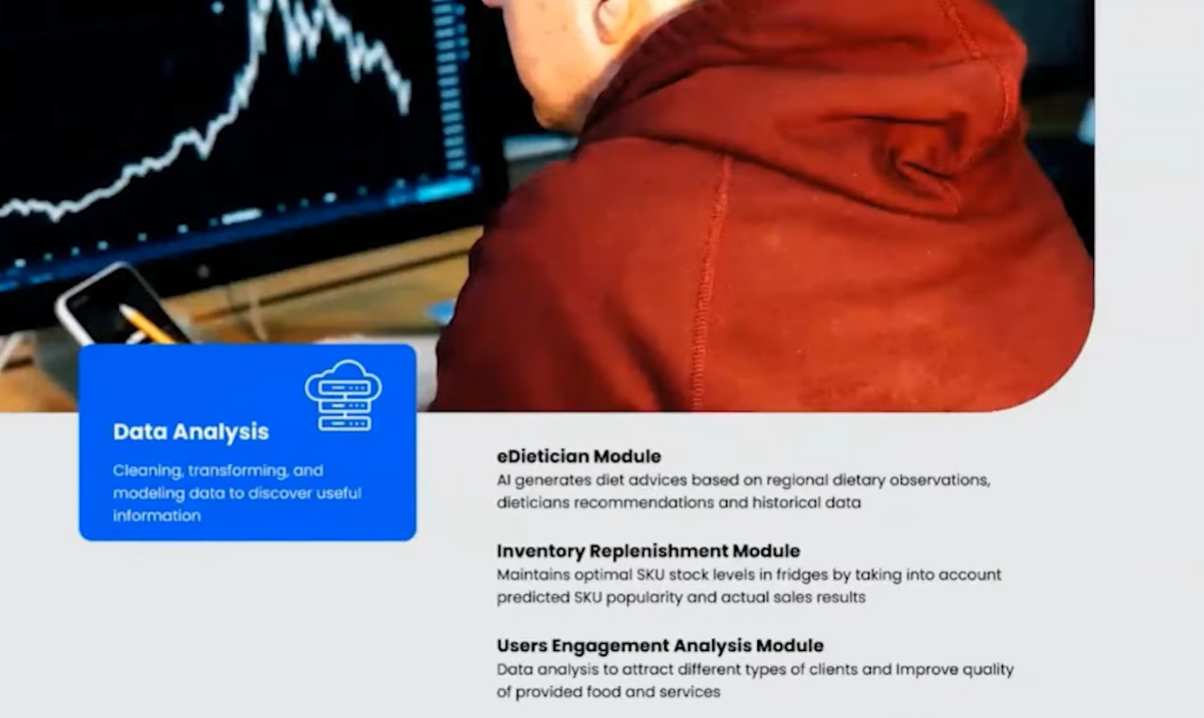 Data Analysis
Cleaning, transforming, and
modeling data to discover useful
information
eDietician Module
AI generates diet advices based on regional dietary observations,
dieticians recommendations and historical data
Inventory Replenishment Module
Maintains optimal SKU stock levels in fridges by taking into account
predicted SKU popularity and actual sales results
Users Engagement Analysis Module
Data analysis to attract different types of clients and Improve quality
of provided food and services